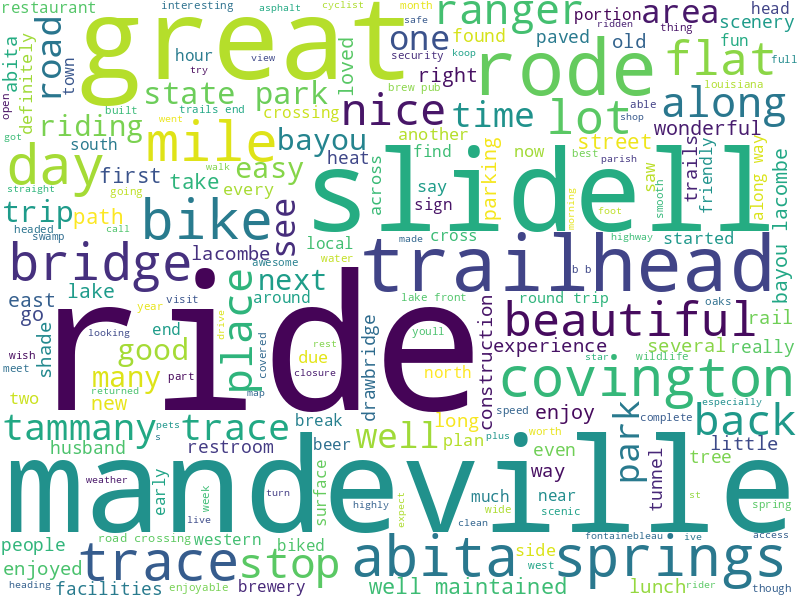 restaurant
interesting
asphalt
cyclist
month
ranger
portion
area
head
scenery
great
safe
view
thing
ridden
road
hour
try
loved
one
found
paved
old
fun
abita
definitely
town
security
koop
right
rode
flat
full
state park
crossing
brew pub
able
louisiana
open
built
trails end
nice
time
lot
shop
along
riding
mile
went
bayou
another
street
best
parish
wonderful
got
south
walk
day
first
easy
heat
across
find
now
parking
saw
trails
friendly
along way
straight
going
take
every
say
sign
slidell
smooth
morning
foot
trip
path
bike
see
cross
started
headed
swamp
call
local
made
highway
bridge
lacombe
water
trailhead
b b
bayou lacombe
east
lake
awesome
next
place
go
year
visit
around
lake front
round trip
oaks
ride
shade
end
drive
looking
youll
drawbridge
construction
beautiful
rail
wish
meet
good
due
rest
covered
experience
several
really
many
part
closure
north
star
wildlife
two
new
returned
map
covington
tammany
pets
s
trace
break
well
long
speed
enjoy
complete
especially
park
back
husband
restroom
beer
plan
plus
worth
even
way
tunnel
little
tree
mandeville
weather
early
week
live
turn
surface
highly
expect
much
wide
clean
near
scenic
st
ive
spring
access
people
road crossing
western
biked
fontainebleau
enjoyed
trace
stop
abita springs
side
west
heading
facilities
enjoyable
brewery
well maintained
lunch
rider
though